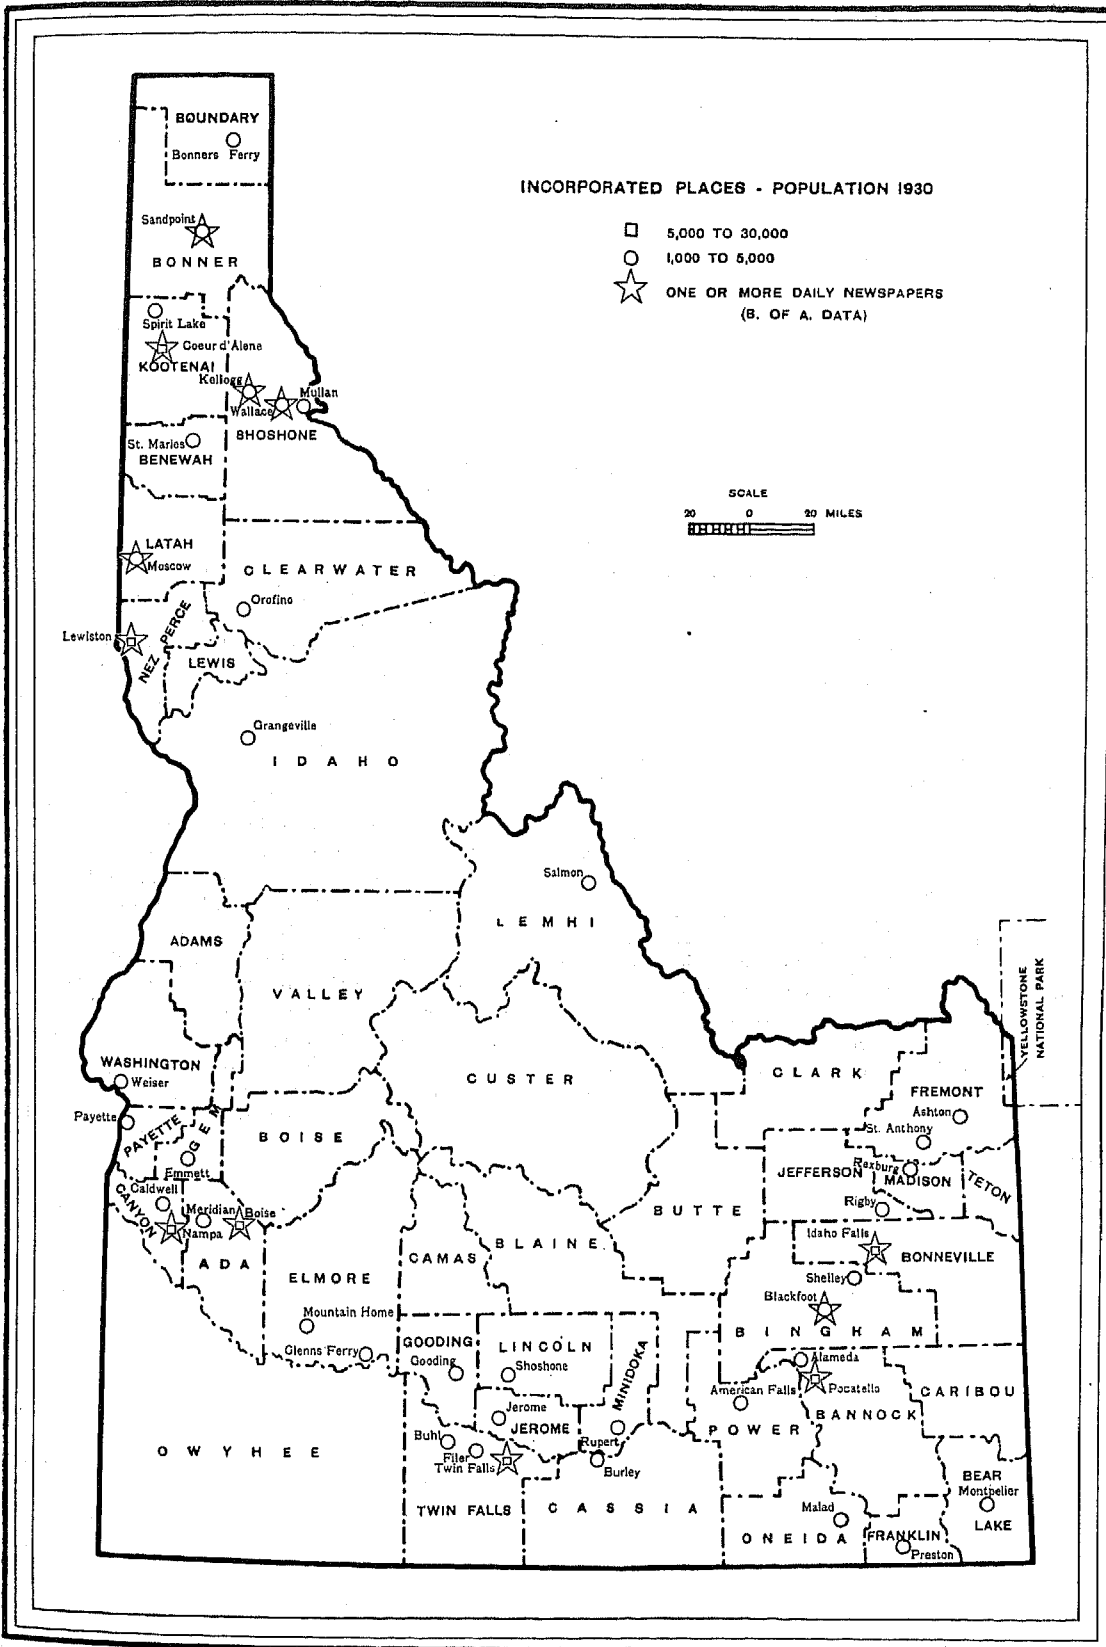 BOUNDARY
Bonners Ferry
INCORPORATED PLACES - POPULATION 1930
Sandpoint
5,000 TO 30,000
1,000 TO 5,000
BONNER
ONE OR MORE DAILY NEWSPAPERS
(B. OF A. DATA)
Spirit Lake
Coeur d'Alene
KOOTENAI
Kellogg
Mullan
Wallace
SHOSHONE
St. Maries
BENEWAH
SCALE
20 0 20 MILES
LATAH
Moscow
CLEARWATER
Orofino
Lewiston
NEZ PERCE
LEWIS
Grangeville
IDAHO
Salmon
LEMHI
ADAMS
VALLEY
YELLOWSTONE
NATIONAL PARK
WASHINGTON
Weiser
CUSTER
CLARK
FREMONT
Ashton
Payette
PAYETTE
GEM
BOISE
St. Anthony
Emmett
JEFFERSON
Rexburg
MADISON
TETON
Caldwell
CANYON
Meridian
Boise
Nampa
BUTTE
Rigby
ADA
CAMAS
BLAINE
Idaho Falls
BONNEVILLE
ELMORE
Shelley
Blackfoot
Mountain Home
BINGHAM
Glenns Ferry
GOODING
Gooding
LINCOLN
Shoshone
MINIDOKA
Alameda
American Falls
Pocatello
CARIBOU
Jerome
JEROME
POWER
BANNOCK
Buhl
Filer
Twin Falls
Rupert
Burley
OWYHEE
TWIN FALLS
CASSIA
BEAR
Montpelier
LAKE
Malad
ONEIDA
FRANKLIN
Preston